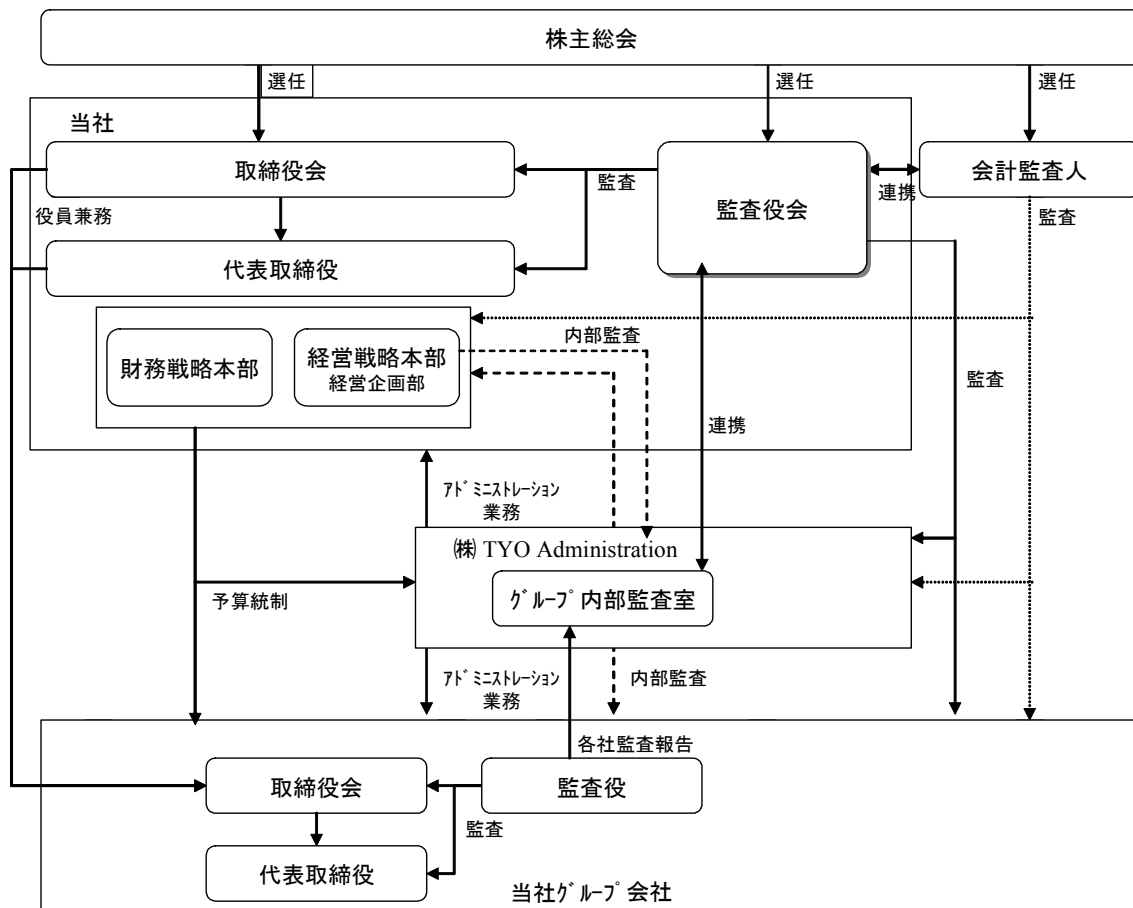 株主総会
選任
選任
選任
当社
取締役会
監査
監査役会
連携
会計監査人
役員兼務
監査
代表取締役
内部監査
財務戦略本部
経営戦略本部
経営企画部
監査
連携
ｱﾄﾞﾐﾆｽﾄﾚｰｼｮﾝ
業務
㈱ TYO Administration
ｸﾞﾙｰﾌﾟ内部監査室
予算統制
ｱﾄﾞﾐﾆｽﾄﾚｰｼｮﾝ
業務
内部監査
各社監査報告
取締役会
監査役
監査
代表取締役
当社ｸﾞﾙｰﾌﾟ会社